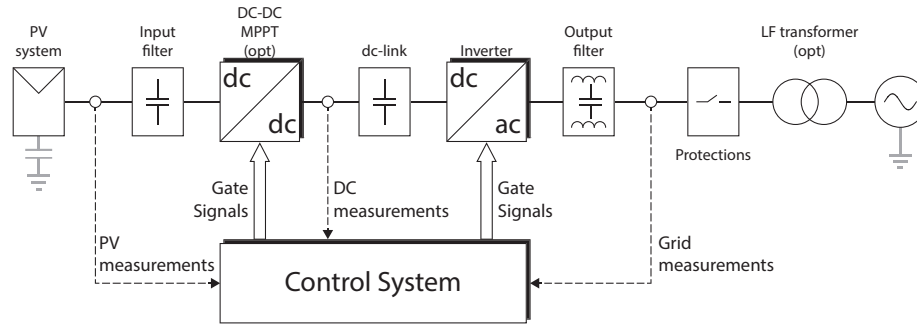 PV
system
Input
filter
DC-DC
MPPT
(opt)
dc-link
Inverter
Output
filter
LF transformer
(opt)
dc
dc
dc
ac
Protections
Gate
Signals
DC
measurements
Gate
Signals
PV
measurements
Grid
measurements
Control System